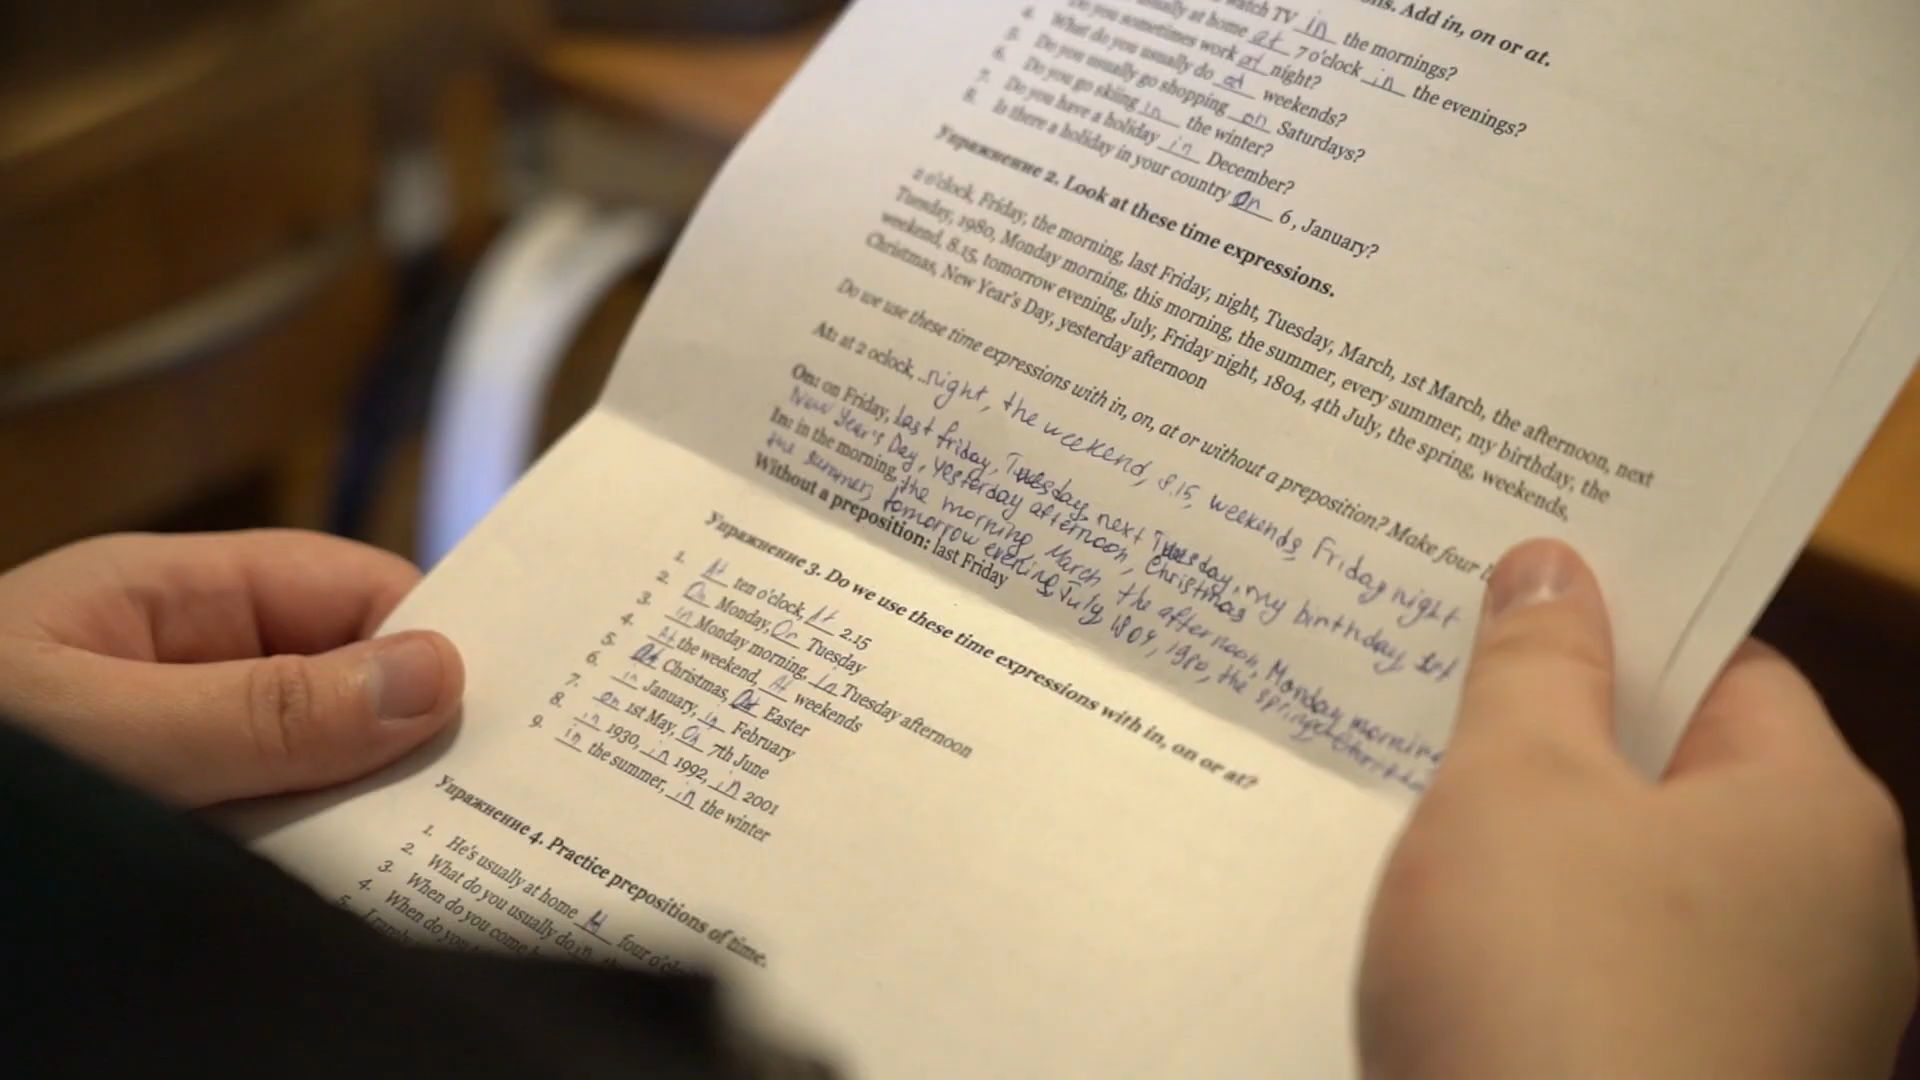 ns. Add in, on or at.
watch TV in the mornings?
usually at home at 7 o'clock in the evenings?
4. Do you sometimes work at night?
5. What do you usually do at weekends?
6. Do you usually go shopping on Saturdays?
7. Do you go skiing in the winter?
8. Do you have a holiday in December?
Is there a holiday in your country On 6, January?
Упражнение 2. Look at these time expressions.
2 o'clock, Friday, the morning, last Friday, night, Tuesday, March, 1st March, the afternoon, next
Tuesday, 1980, Monday morning, this morning, the summer, every summer, my birthday, the
weekend, 8.15, tomorrow evening, July, Friday night, 1804, 4th July, the spring, weekends,
Christmas, New Year's Day, yesterday afternoon
Do we use these time expressions with in, on, at or without a preposition? Make four
At: at 2 oclock, night, the weekend, 8.15, weekends, Friday night
On: on Friday, last friday, Tuesday, next Tuesday, my birthday, 1st
New Year's Day, yesterday afternoon, Christmas
In: in the morning, the morning, March, the afternoon, Monday morning
the summer, tomorrow evening, July, 1804, 1980, the spring
Without a preposition: last Friday
Упражнение 3. Do we use these time expressions with in, on or at?
1. At ten o'clock, At 2.15
2. On Monday, On Tuesday
3. in Monday morning, in Tuesday afternoon
4. At the weekend, At weekends
5. At Christmas, At Easter
6. in January, in February
7. on 1st May, On 7th June
8. in 1930, in 1992, in 2001
9. in the summer, in the winter
Упражнение 4. Practice prepositions of time.
1. He's usually at home At four o'cl
2. What do you usually do in
3. When do you come
4. When do you
5. I rarely